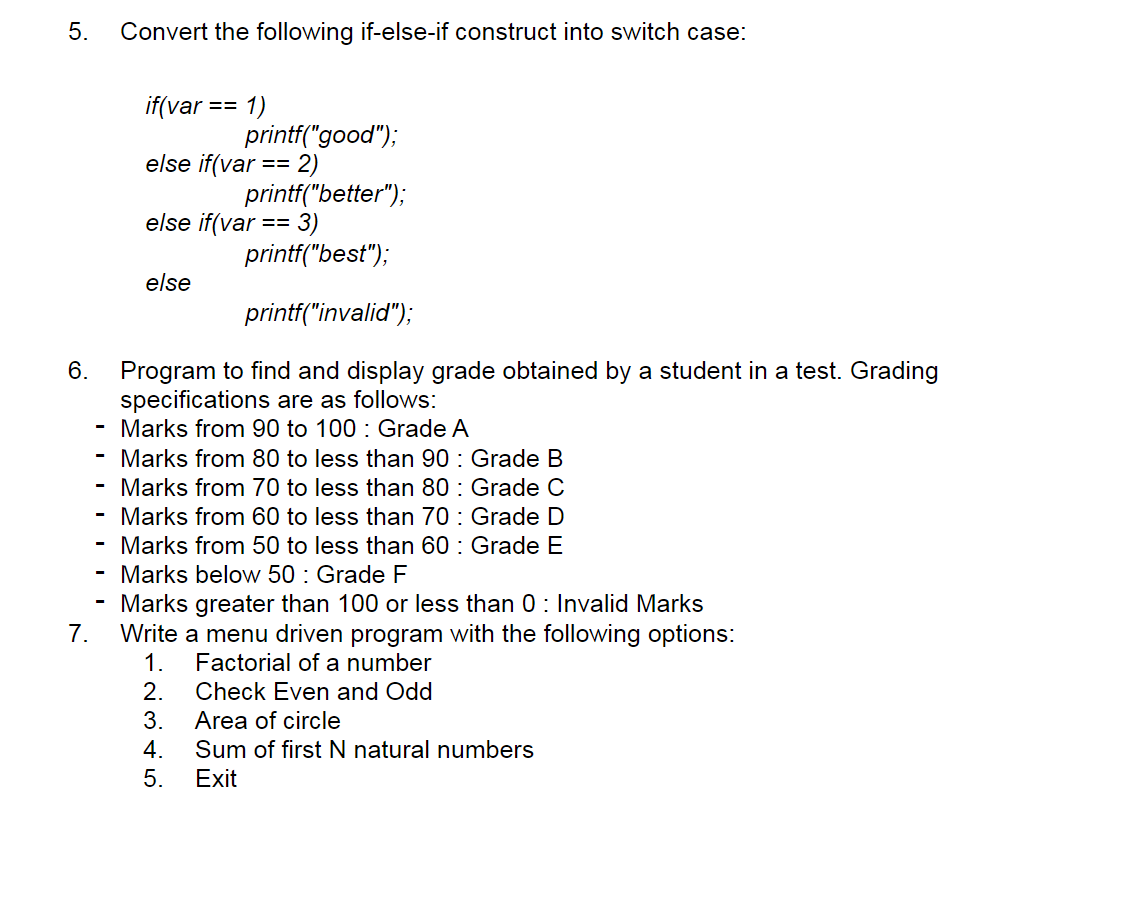 5. Convert the following if-else-if construct into switch case:
if(var == 1)
printf("good");
else if(var == 2)
printf("better");
else if(var == 3)
printf("best");
else
printf("invalid");
6. Program to find and display grade obtained by a student in a test. Grading
specifications are as follows:
- Marks from 90 to 100 : Grade A
- Marks from 80 to less than 90 : Grade B
- Marks from 70 to less than 80 : Grade C
- Marks from 60 to less than 70 : Grade D
- Marks from 50 to less than 60 : Grade E
- Marks below 50 : Grade F
- Marks greater than 100 or less than 0 : Invalid Marks
7. Write a menu driven program with the following options:
1. Factorial of a number
2. Check Even and Odd
3. Area of circle
4. Sum of first N natural numbers
5. Exit